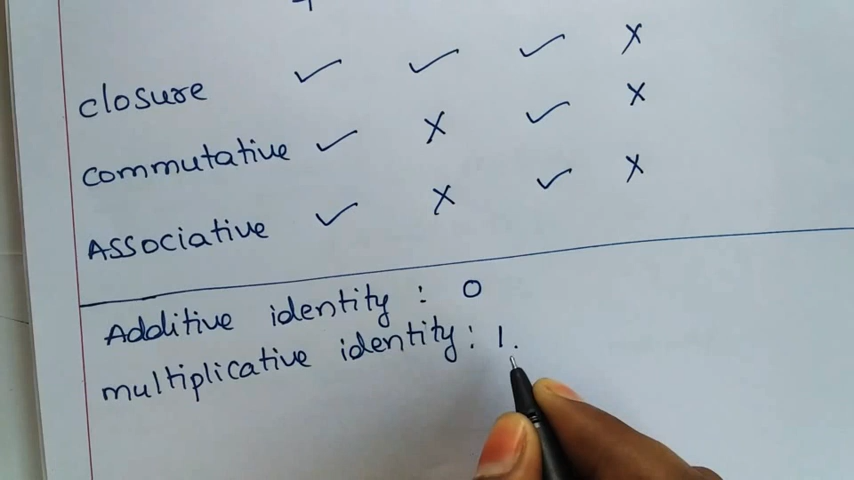 closure ✓ ✓ ✓ X
commutative ✓ X ✓ X
Associative ✓ X ✓ X
Additive identity : 0
multiplicative identity : 1.